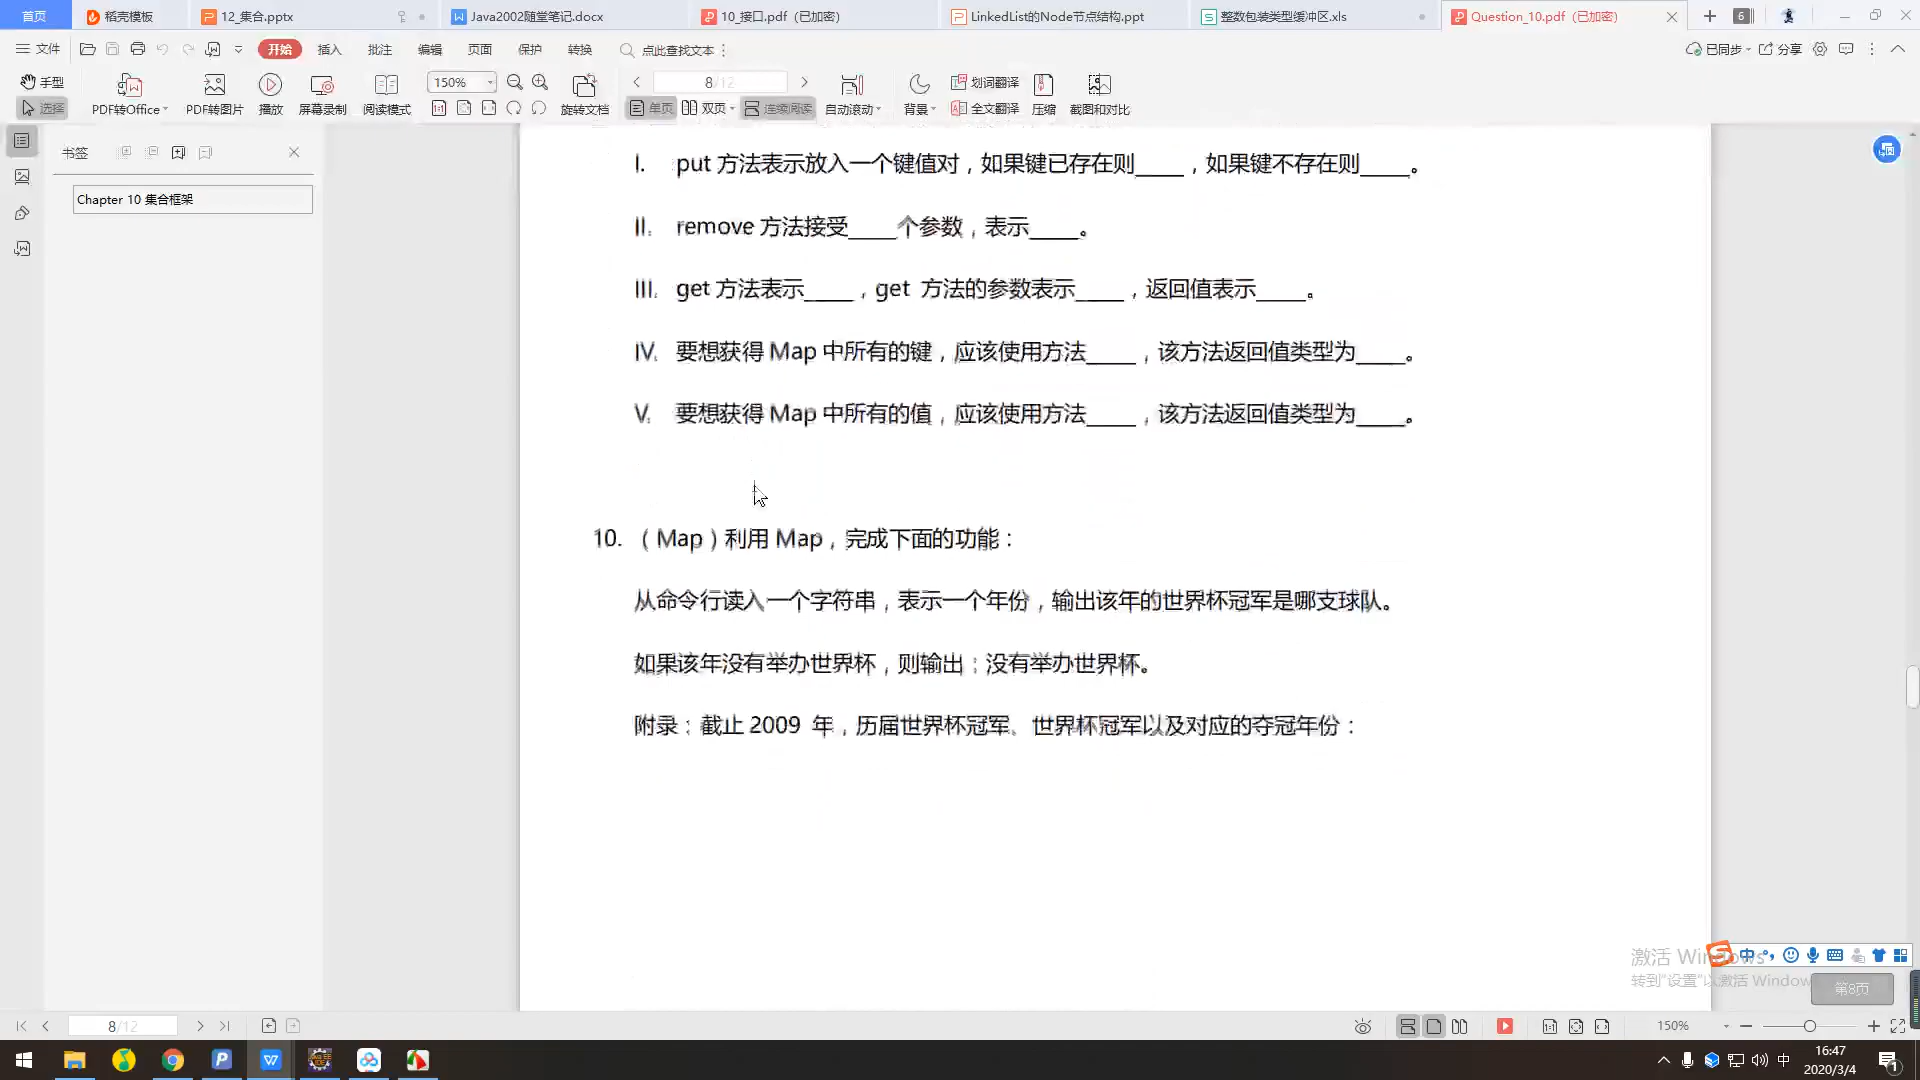 首页 稻壳模板 12_集合.pptx Java2002随堂笔记.docx 10_接口.pdf（已加密） LinkedList的Node节点结构.ppt 整数包装类型缓冲区.xls Question_10.pdf（已加密） 6
文件 开始 插入 批注 编辑 页面 保护 转换 点此查找文本 已同步 分享
手型 150% 8/12 划词翻译
选择 PDF转Office PDF转图片 播放 屏幕录制 阅读模式 旋转文档 单页 双页 连续阅读 自动滚动 背景 全文翻译 压缩 截图和对比
书签
Chapter 10 集合框架
I. put 方法表示放入一个键值对，如果键已存在则____，如果键不存在则____。
II. remove 方法接受____个参数，表示____。
III. get 方法表示____，get 方法的参数表示____，返回值表示____。
IV. 要想获得 Map 中所有的键，应该使用方法____，该方法返回值类型为____。
V. 要想获得 Map 中所有的值，应该使用方法____，该方法返回值类型为____。
10. （Map）利用 Map，完成下面的功能：
从命令行读入一个字符串，表示一个年份，输出该年的世界杯冠军是哪支球队。
如果该年没有举办世界杯，则输出：没有举办世界杯。
附录：截止 2009 年，历届世界杯冠军、世界杯冠军以及对应的夺冠年份：
激活 Windows
转到"设置"以激活 Window
中
第8页
8/12 150%
中 16:47
2020/3/4